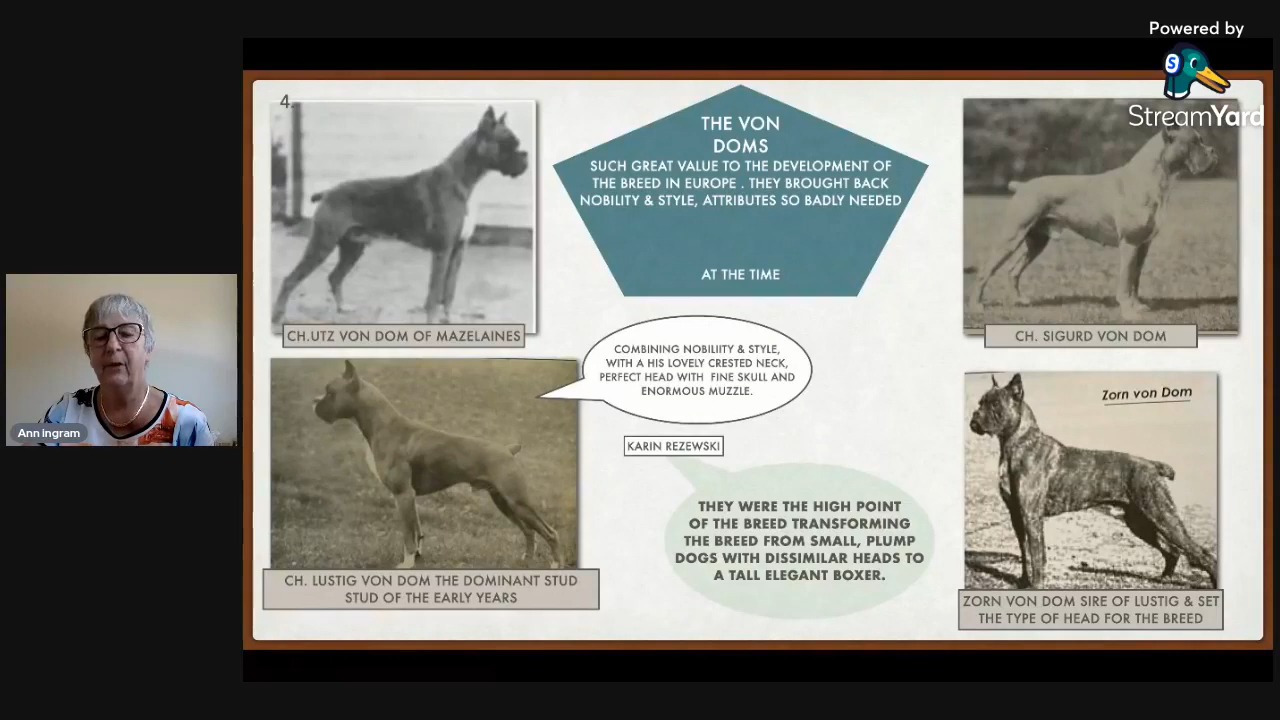 Powered by
S
StreamYard
4.
THE VON
DOMS
SUCH GREAT VALUE TO THE DEVELOPMENT OF
THE BREED IN EUROPE . THEY BROUGHT BACK
NOBILITY & STYLE, ATTRIBUTES SO BADLY NEEDED
AT THE TIME
CH.UTZ VON DOM OF MAZELAINES
CH. SIGURD VON DOM
COMBINING NOBILIITY & STYLE,
WITH A HIS LOVELY CRESTED NECK,
PERFECT HEAD WITH FINE SKULL AND
ENORMOUS MUZZLE.
Zorn von Dom
Ann Ingram
KARIN REZEWSKI
THEY WERE THE HIGH POINT
OF THE BREED TRANSFORMING
THE BREED FROM SMALL, PLUMP
DOGS WITH DISSIMILAR HEADS TO
A TALL ELEGANT BOXER.
CH. LUSTIG VON DOM THE DOMINANT STUD
STUD OF THE EARLY YEARS
ZORN VON DOM SIRE OF LUSTIG & SET
THE TYPE OF HEAD FOR THE BREED